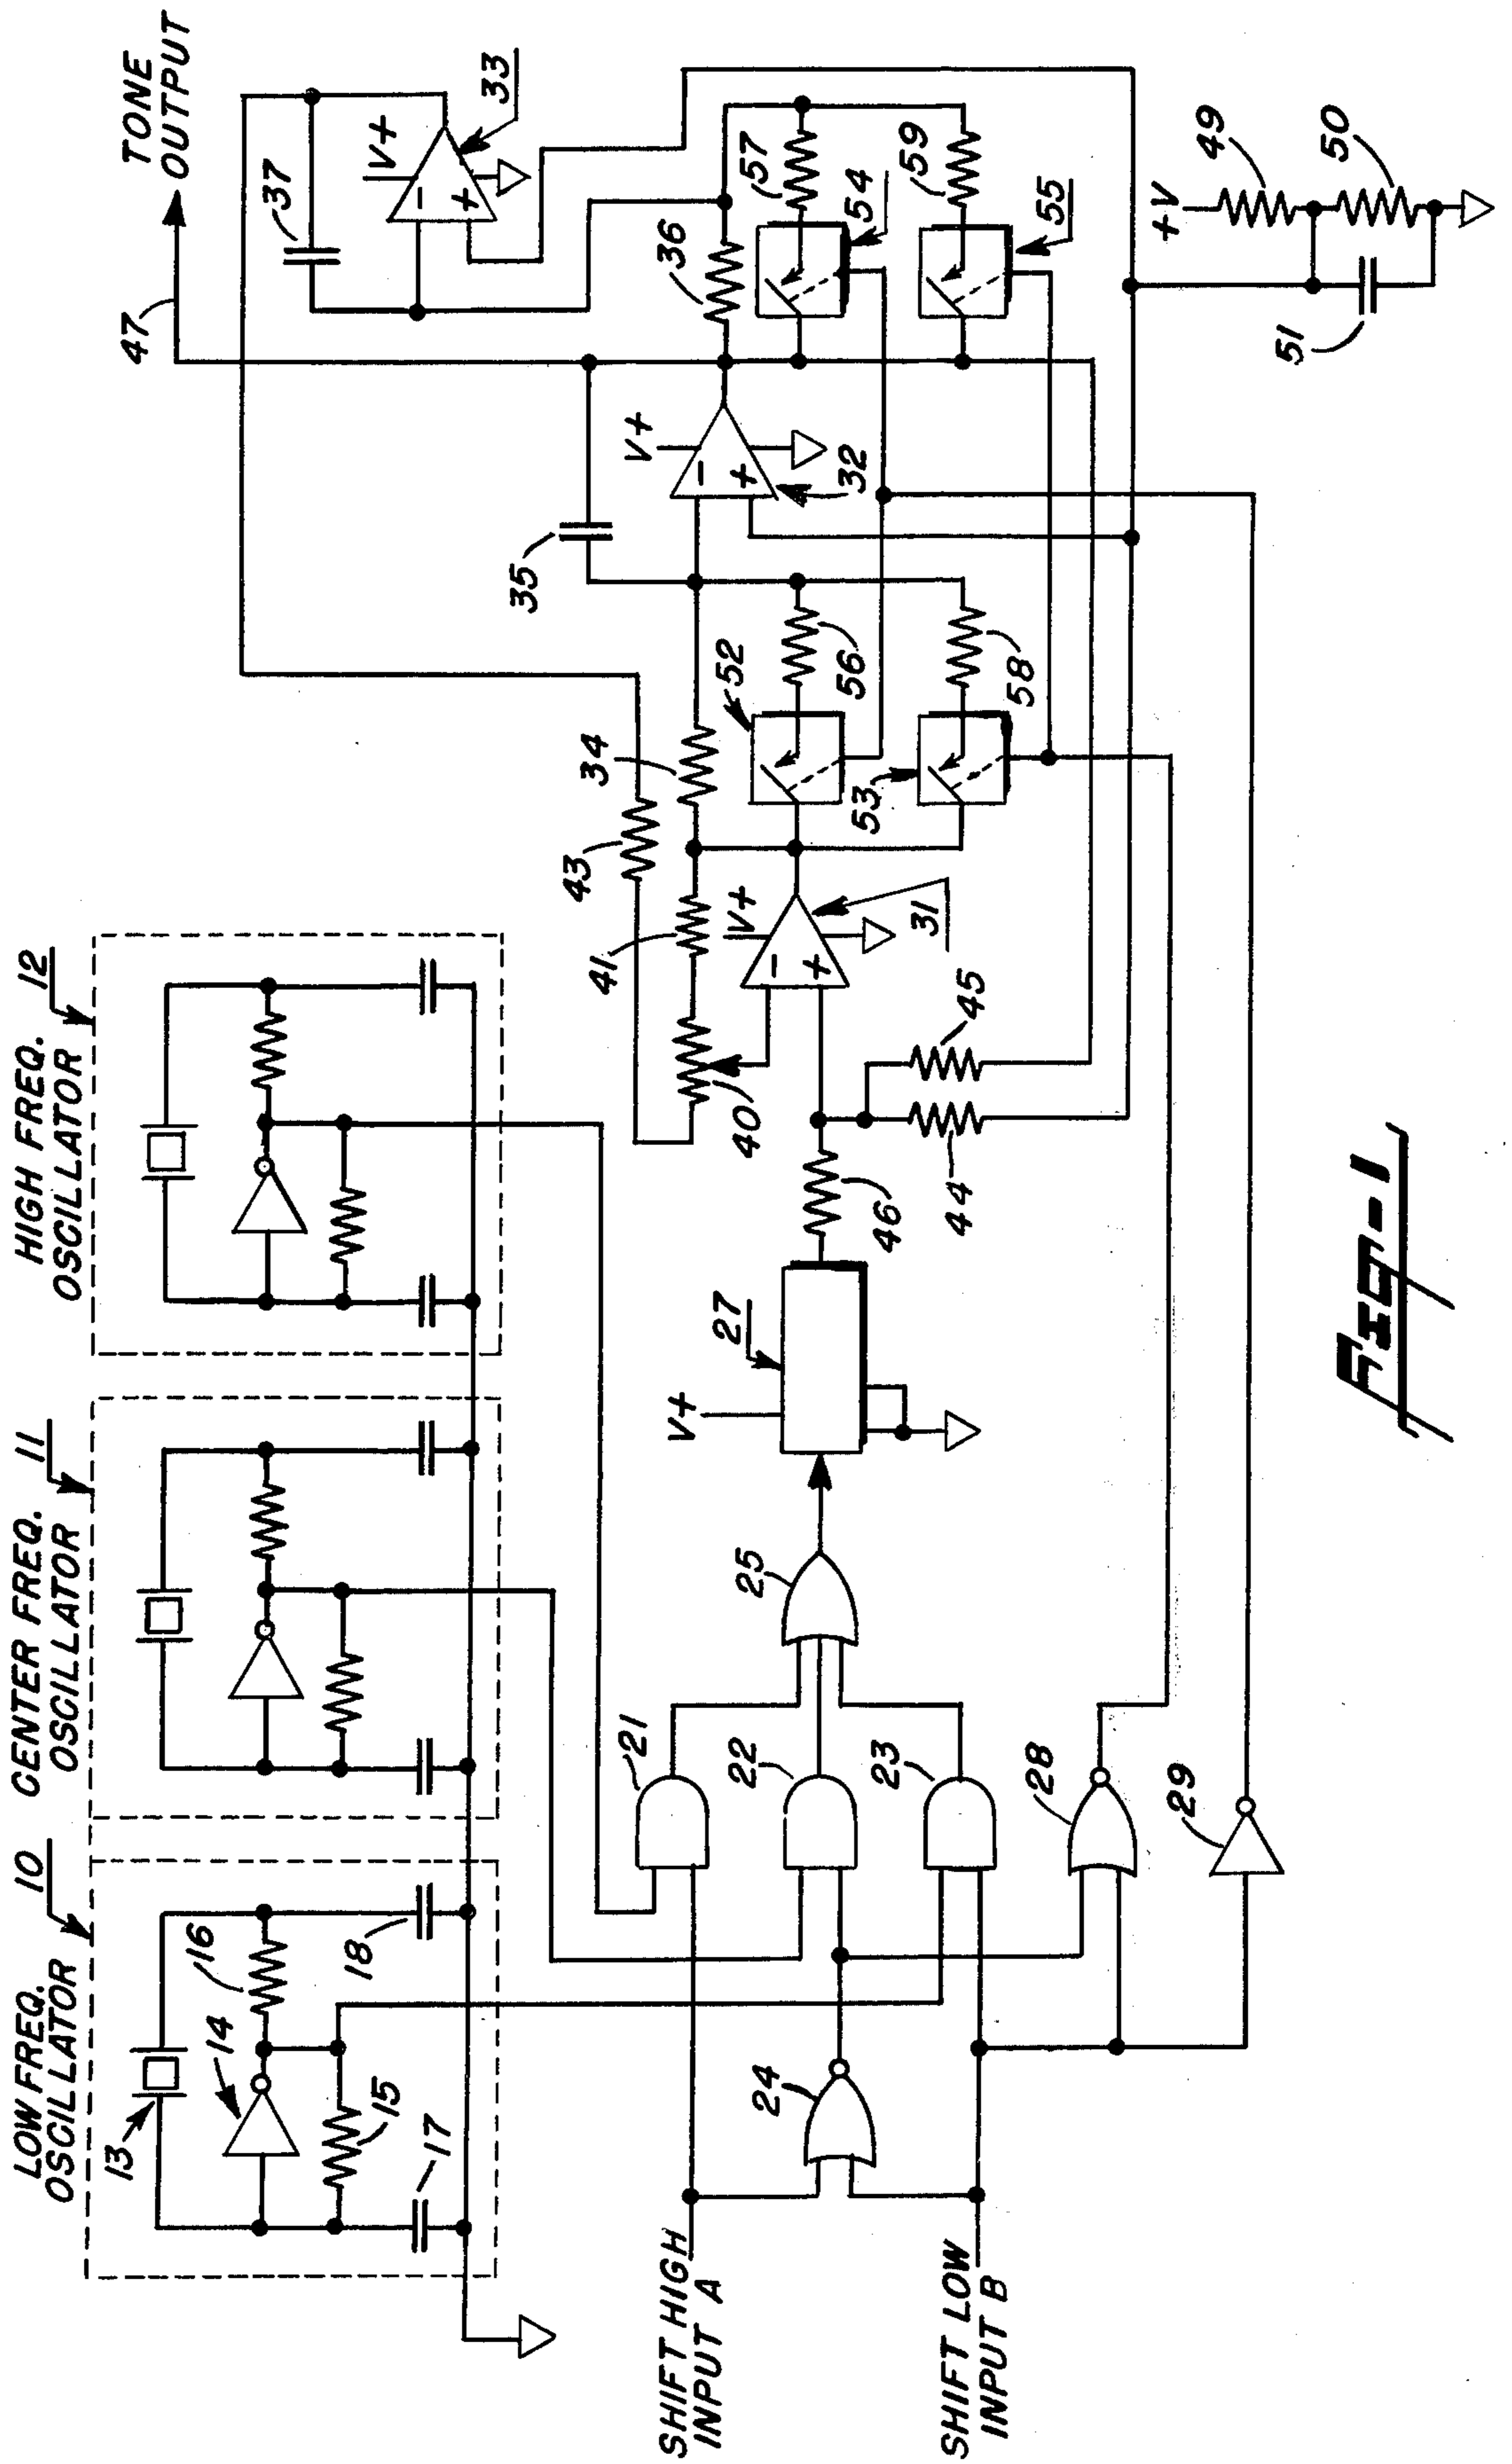 LOW FREQ.
OSCILLATOR
10
CENTER FREQ.
OSCILLATOR
11
HIGH FREQ.
OSCILLATOR
12
13
14
15
16
17
18
47
TONE
OUTPUT
37
V+
33
SHIFT HIGH
INPUT A
SHIFT LOW
INPUT B
24
21
22
23
25
28
29
V+
27
46
44
45
40
41
43
34
V+
-
+
31
52
53
56
58
35
V+
-
+
32
36
57
54
59
55
-
+
+V
49
50
51
FIG-1